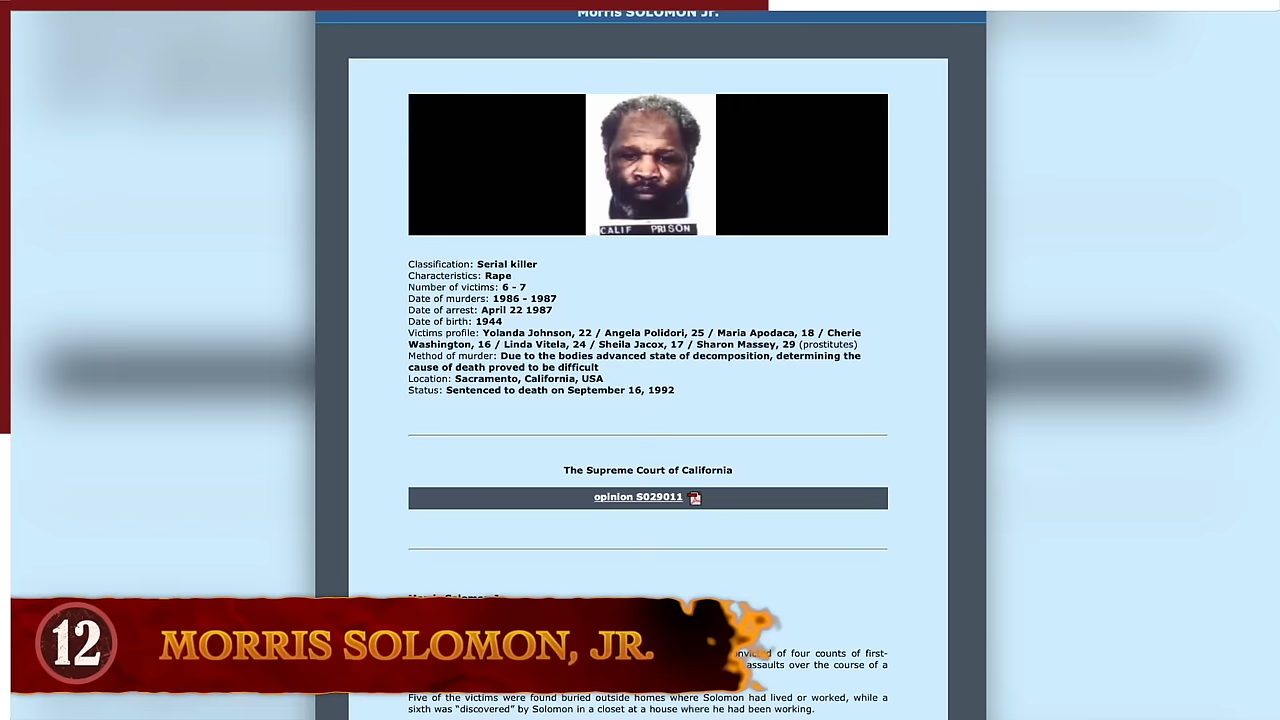 Morris SOLOMON Jr.
CALIF PRISON
Classification: Serial killer
Characteristics: Rape
Number of victims: 6 - 7
Date of murders: 1986 - 1987
Date of arrest: April 22 1987
Date of birth: 1944
Victims profile: Yolanda Johnson, 22 / Angela Polidori, 25 / Maria Apodaca, 18 / Cherie
Washington, 16 / Linda Vitela, 24 / Sheila Jacox, 17 / Sharon Massey, 29 (prostitutes)
Method of murder: Due to the bodies advanced state of decomposition, determining the
cause of death proved to be difficult
Location: Sacramento, California, USA
Status: Sentenced to death on September 16, 1992
The Supreme Court of California
opinion S029011
12 MORRIS SOLOMON, JR.
of four counts of first-
assaults over the course of a
Five of the victims were found buried outside homes where Solomon had lived or worked, while a
sixth was “discovered” by Solomon in a closet at a house where he had been working.